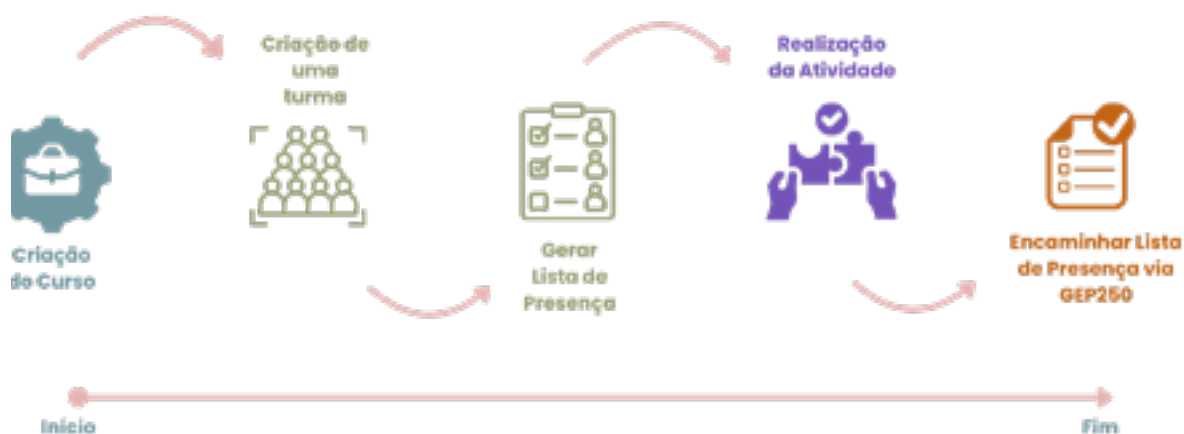 Criação
do Curso
Criação de
uma
turma
Gerar
Lista de
Presença
Realização
da Atividade
Encaminhar Lista
de Presença via
GEP250
Início
Fim